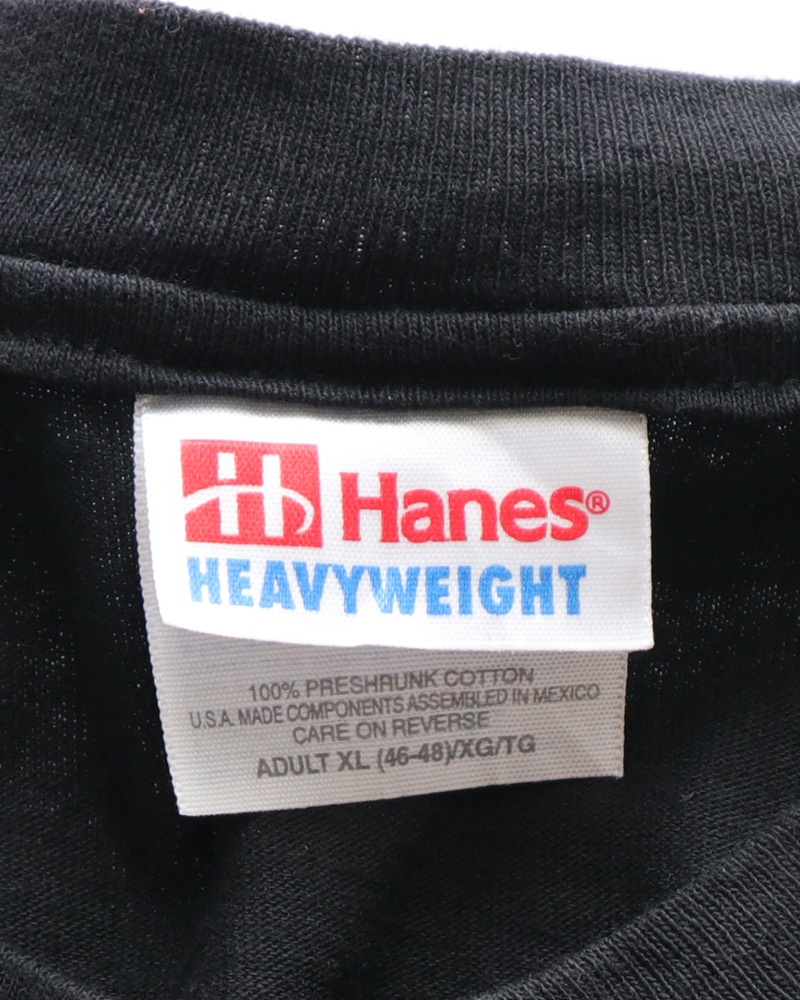 H Hanes®
HEAVYWEIGHT
100% PRESHRUNK COTTON
U.S.A. MADE COMPONENTS ASSEMBLED IN MEXICO
CARE ON REVERSE
ADULT XL (46-48)/XG/TG